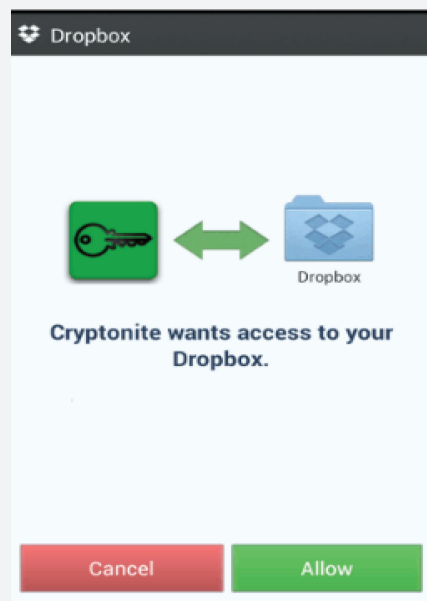 Dropbox
Dropbox
Cryptonite wants access to your
Dropbox.
Cancel
Allow